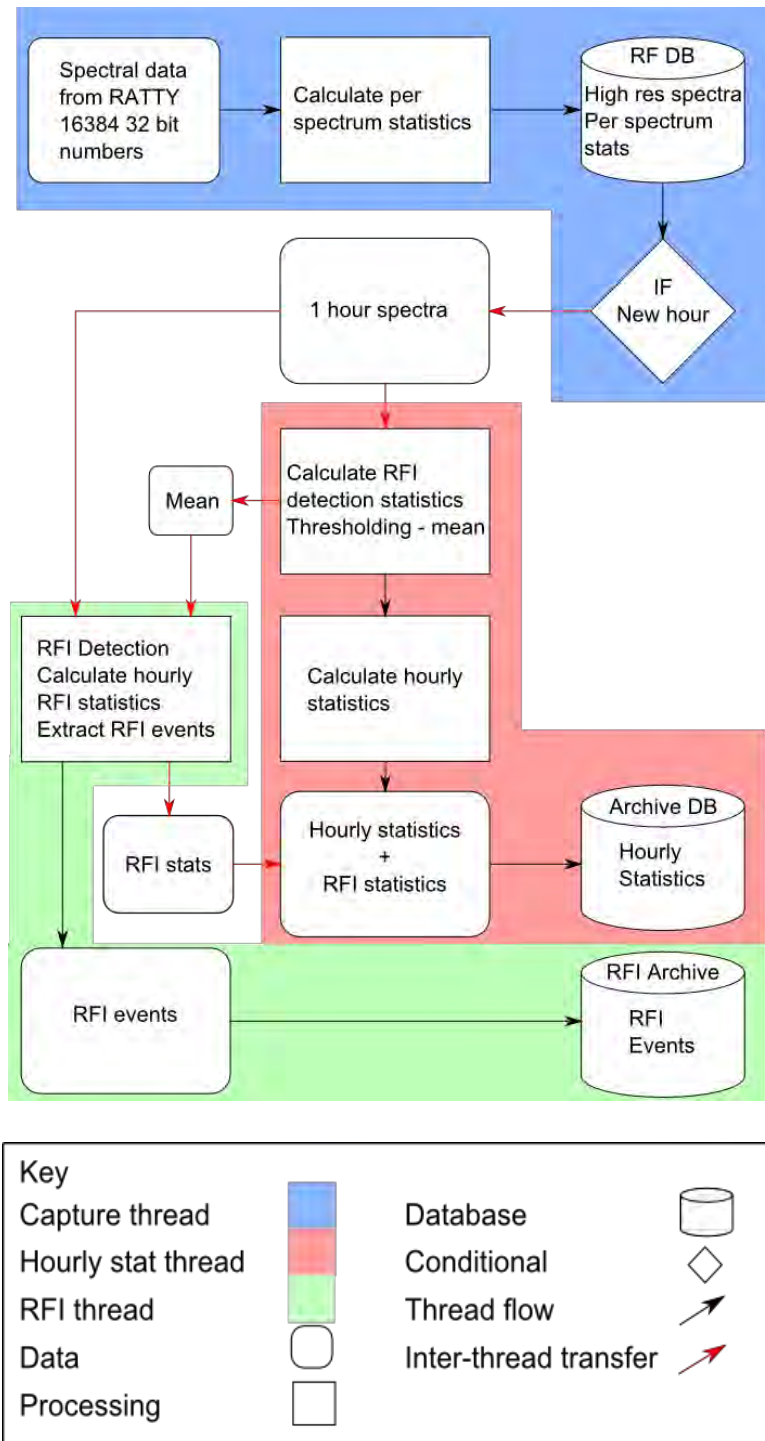 Spectral data
from RATTY
16384 32 bit
numbers
Calculate per
spectrum statistics
RF DB
High res spectra
Per spectrum
stats
IF
New hour
1 hour spectra
Calculate RFI
detection statistics
Thresholding - mean
Mean
RFI Detection
Calculate hourly
RFI statistics
Extract RFI events
Calculate hourly
statistics
RFI stats
Hourly statistics
+
RFI statistics
Archive DB
Hourly
Statistics
RFI events
RFI Archive
RFI
Events
Key
Capture thread
Hourly stat thread
RFI thread
Data
Processing
Database
Conditional
Thread flow
Inter-thread transfer